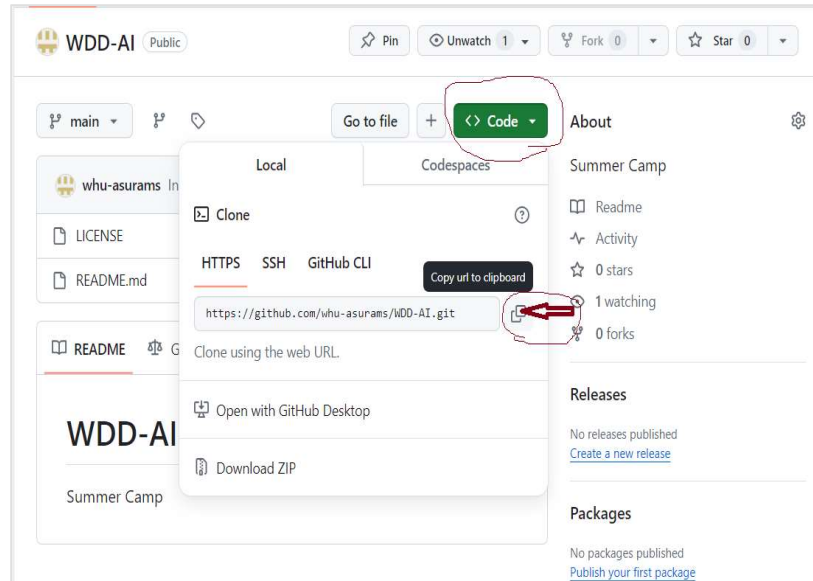 WDD-AI Public
Pin
Unwatch 1
Fork 0
Star 0
main
Go to file
+
<> Code
whu-asurams In
LICENSE
README.md
README
G
WDD-AI
Summer Camp
Local
Codespaces
Clone
HTTPS SSH GitHub CLI
Copy url to clipboard
https://github.com/whu-asurams/WDD-AI.git
Clone using the web URL.
Open with GitHub Desktop
Download ZIP
About
Summer Camp
Readme
Activity
0 stars
1 watching
0 forks
Releases
No releases published
Create a new release
Packages
No packages published
Publish your first package